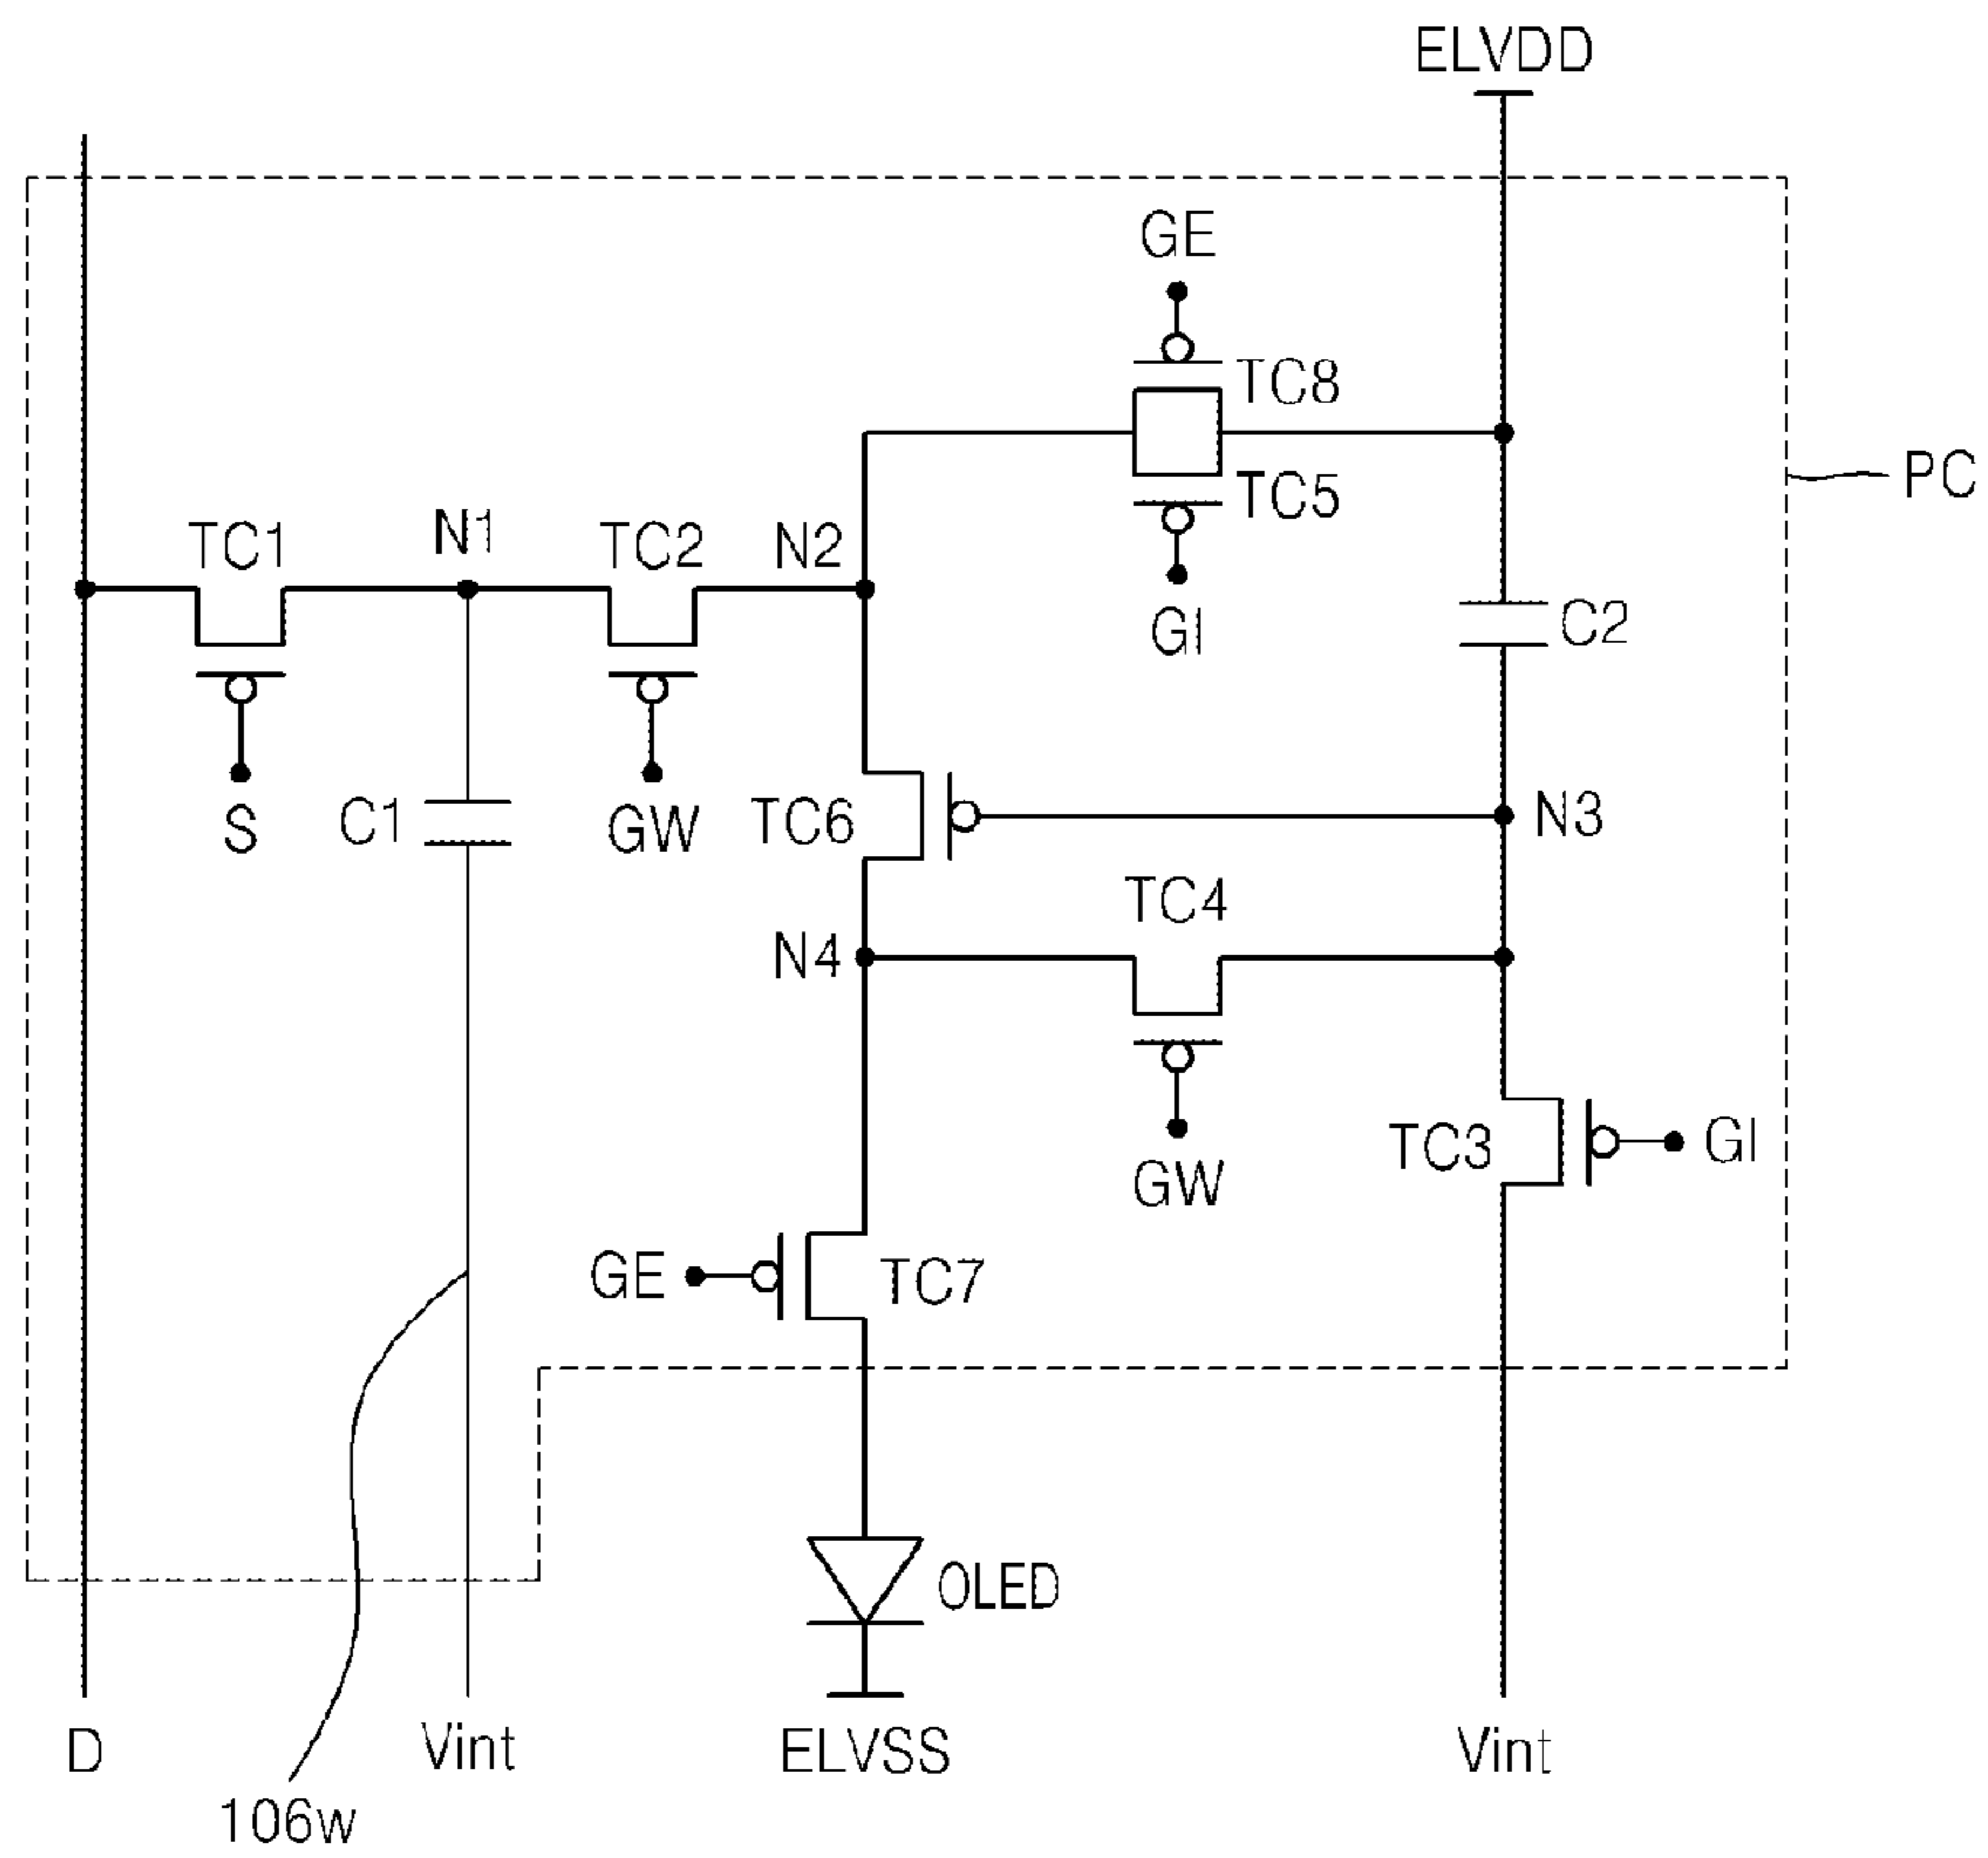 ELVDD
GE
TC8
PC
TC5
N1
TC1
TC2
N2
GI
C2
S
C1
GW
TC6
N3
TC4
N4
GW
TC3
GI
GE
TC7
OLED
D
Vint
ELVSS
Vint
106w